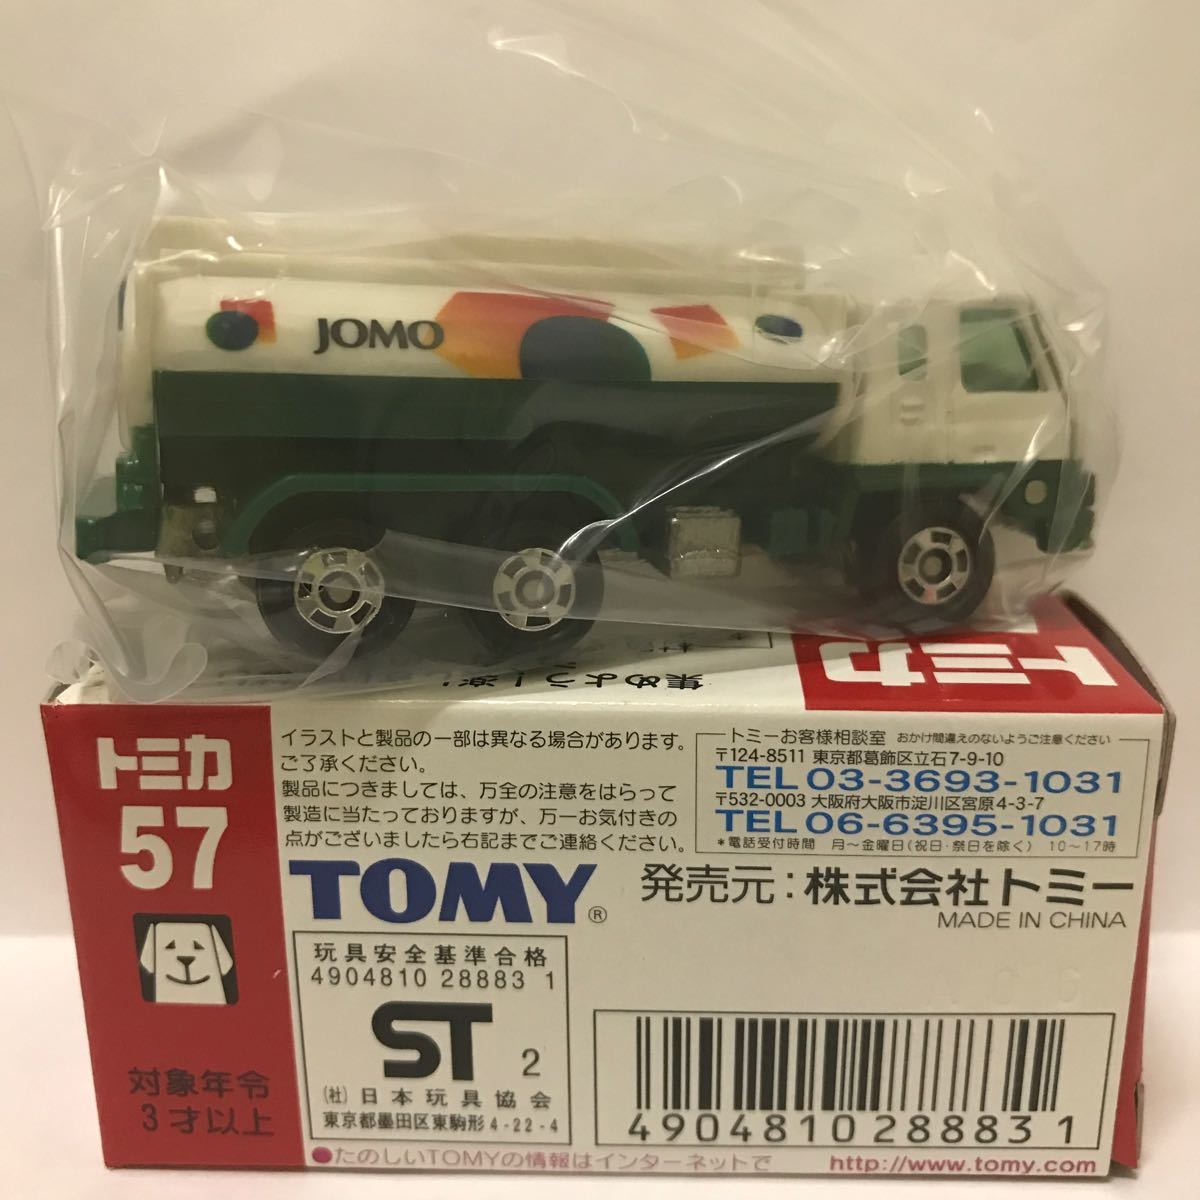 JOMO
トミカ
集めよう!楽
トミカ
57
イラストと製品の一部は異なる場合があります。
ご了承ください。
製品につきましては、万全の注意をはらって
製造に当たっておりますが、万一お気付きの
点がございましたら右記までご連絡ください。
トミーお客様相談室 おかけ間違えのないようご注意ください
〒124-8511 東京都葛飾区立石7-9-10
TEL 03-3693-1031
〒532-0003 大阪府大阪市淀川区宮原4-3-7
TEL 06-6395-1031
*電話受付時間 月~金曜日(祝日・祭日を除く) 10~17時
TOMY®
発売元:株式会社トミー
MADE IN CHINA
玩具安全基準合格
4904810 28883 1
ST 2
(社)日本玩具協会
東京都墨田区東駒形4-22-4
対象年令
3才以上
A06
4904810288831
●たのしいTOMYの情報はインターネットで http://www.tomy.com